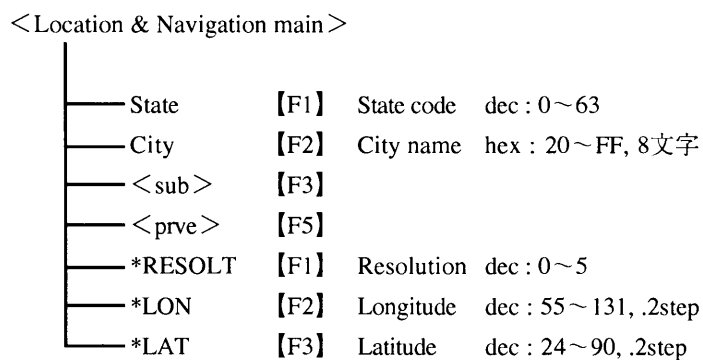 <Location & Navigation main>
State 【F1】 State code dec : 0～63
City 【F2】 City name hex : 20～FF, 8文字
<sub> 【F3】
<prve> 【F5】
*RESOLT 【F1】 Resolution dec : 0～5
*LON 【F2】 Longitude dec : 55～131, .2step
*LAT 【F3】 Latitude dec : 24～90, .2step